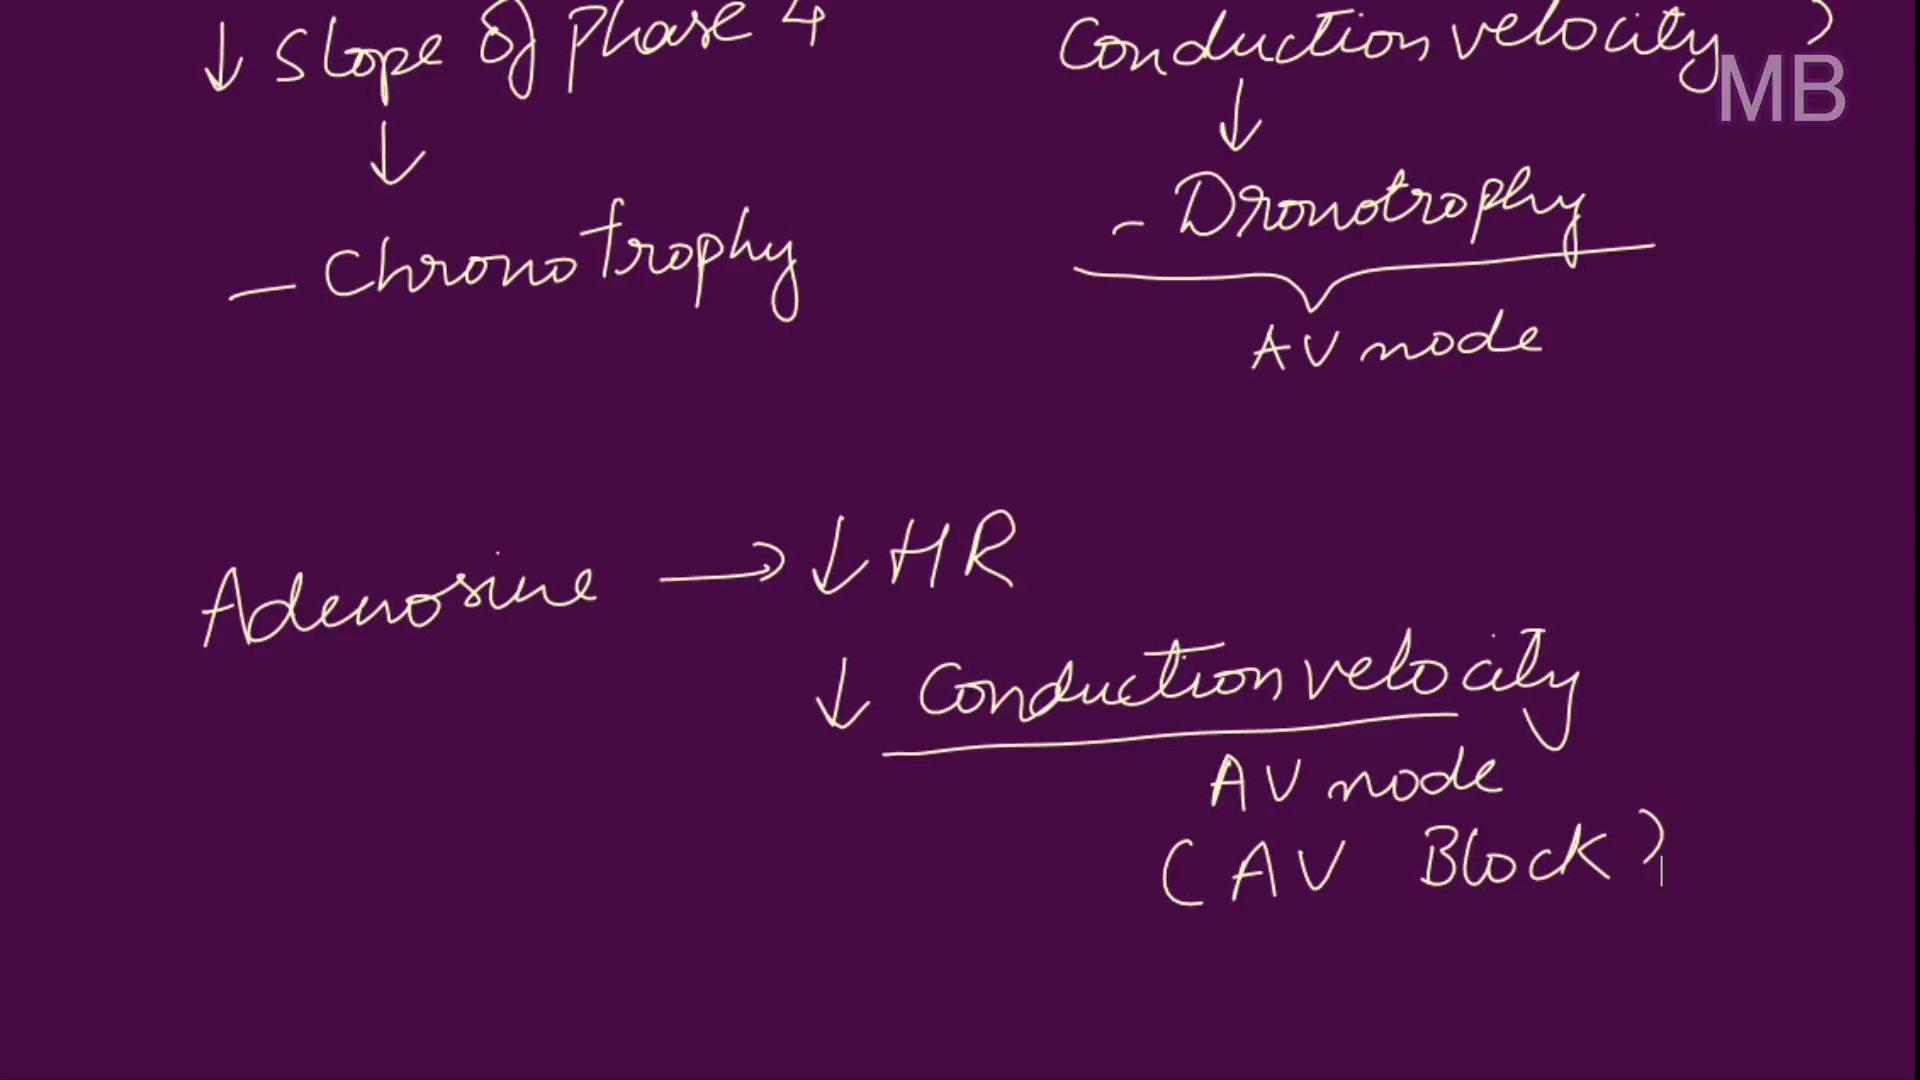 ↓ Slope of Phase 4
Conduction velocity)
MB
↓
↓
- Chronotrophy
- Dronotrophy
AV node
Adenosine → ↓ HR
↓ Conduction velocity
AV node
(AV Block)